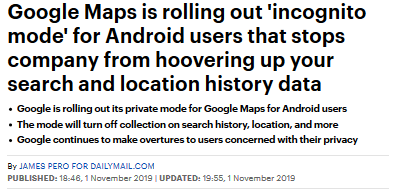 Google Maps is rolling out 'incognito
mode' for Android users that stops
company from hoovering up your
search and location history data
• Google is rolling out its private mode for Google Maps for Android users
• The mode will turn off collection on search history, location, and more
• Google continues to make overtures to users concerned with their privacy
By JAMES PERO FOR DAILYMAIL.COM
PUBLISHED: 18:46, 1 November 2019 | UPDATED: 19:55, 1 November 2019